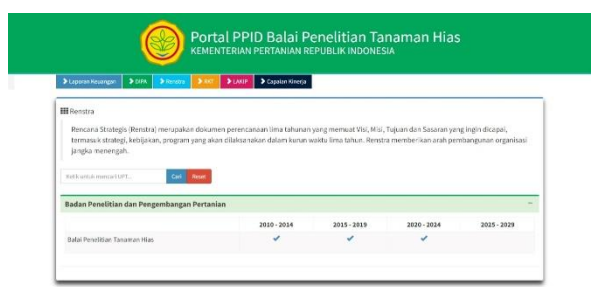 Portal PPID Balai Penelitian Tanaman Hias
KEMENTERIAN PERTANIAN REPUBLIK INDONESIA
Laporan Keuangan DIPA Renstra RKT LAKIP Capaian Kinerja
Renstra
Rencana Strategis (Renstra) merupakan dokumen perencanaan lima tahunan yang memuat Visi, Misi, Tujuan dan Sasaran yang ingin dicapai,
termasuk strategi, kebijakan, program yang akan dilaksanakan dalam kurun waktu lima tahun. Renstra memberikan arah pembangunan organisasi
jangka menengah.
Ketik untuk mencari UPT... Cari Reset
Badan Penelitian dan Pengembangan Pertanian
2010 - 2014 2015 - 2019 2020 - 2024 2025 - 2029
Balai Penelitian Tanaman Hias